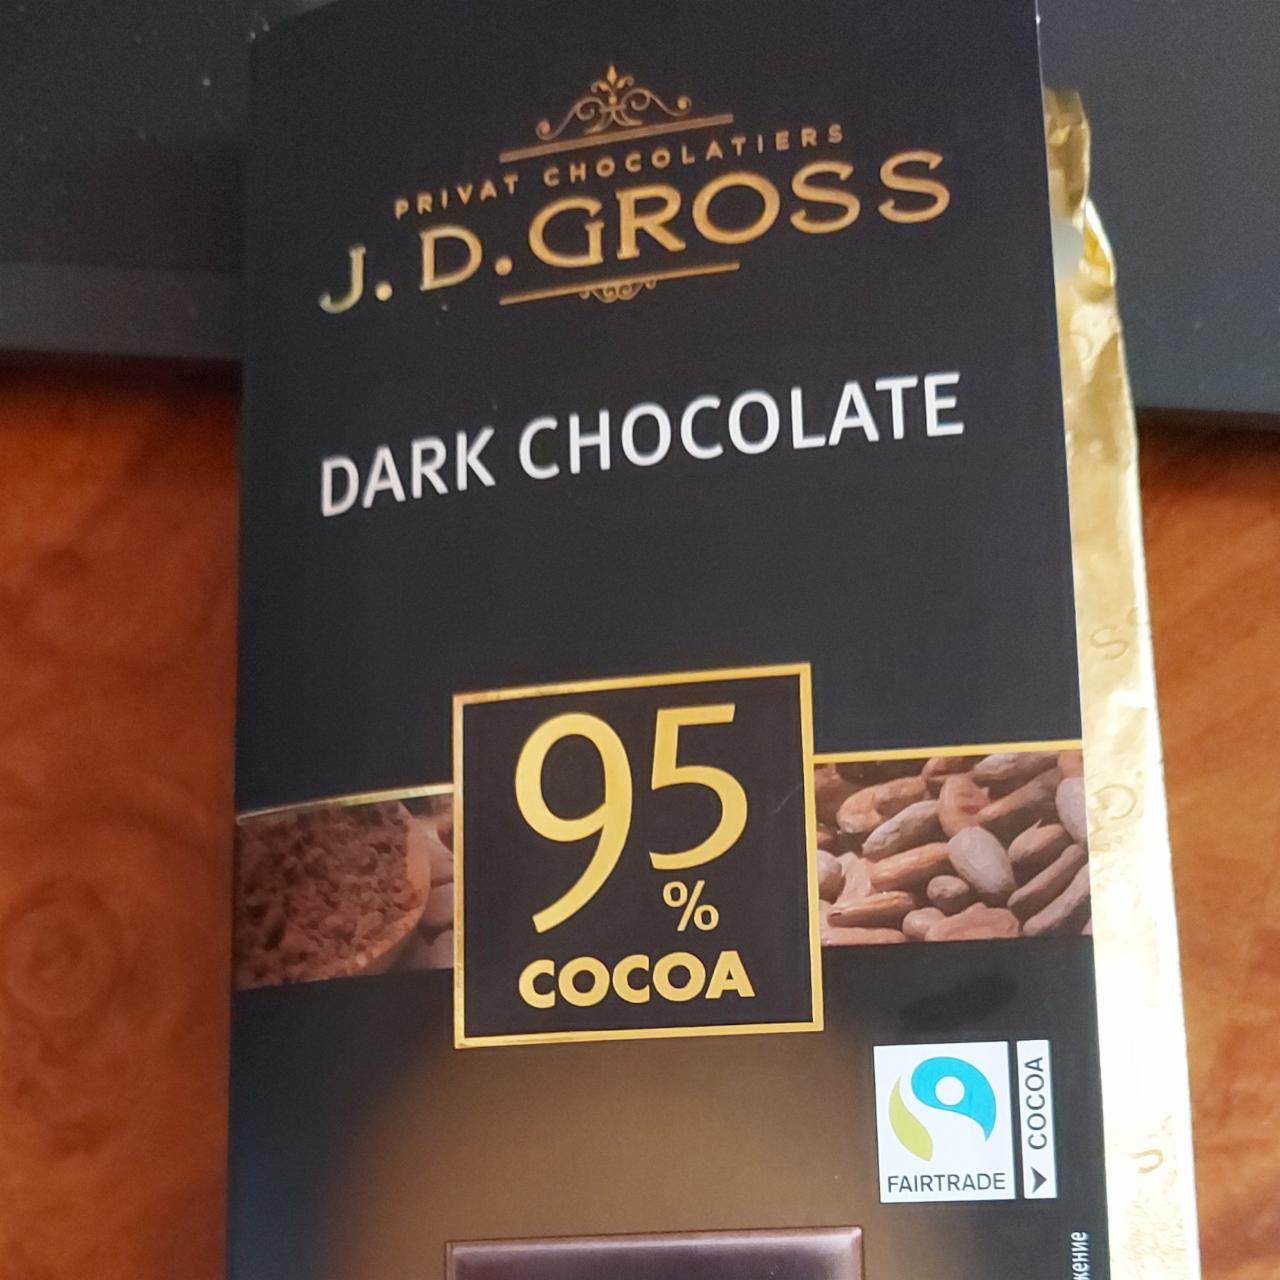 PRIVAT CHOCOLATIERS
J. D. GROSS
DARK CHOCOLATE
95
%
COCOA
FAIRTRADE
COCOA